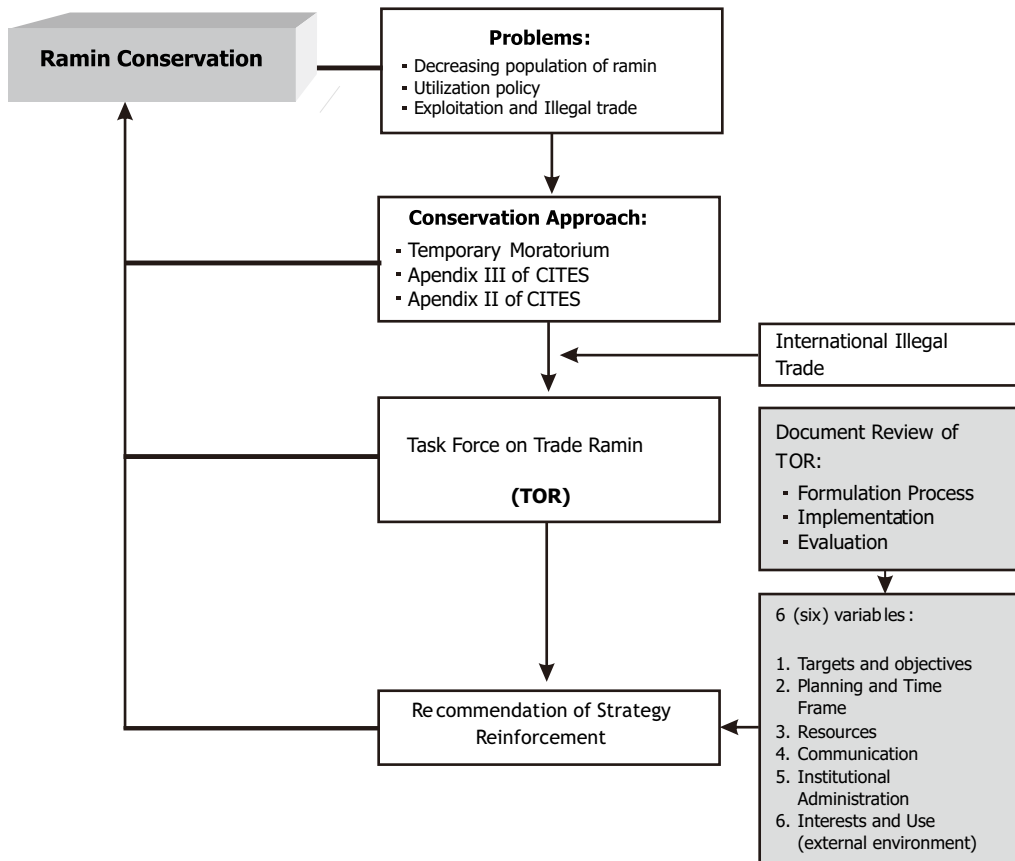 Ramin Conservation
Problems:
▪ Decreasing population of ramin
▪ Utilization policy
▪ Exploitation and Illegal trade
Conservation Approach:
▪ Temporary Moratorium
▪ Apendix III of CITES
▪ Apendix II of CITES
International Illegal
Trade
Task Force on Trade Ramin
(TOR)
Document Review of
TOR:
▪ Formulation Process
▪ Implementation
▪ Evaluation
6 (six) variables :
1. Targets and objectives
2. Planning and Time
Frame
3. Resources
4. Communication
5. Institutional
Administration
6. Interests and Use
(external environment)
Recommendation of Strategy
Reinforcement